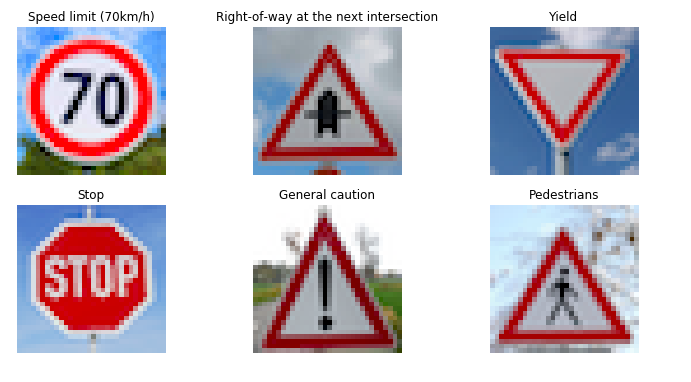 Speed limit (70km/h)
Right-of-way at the next intersection
Yield
70
Stop
General caution
Pedestrians
STOP
!